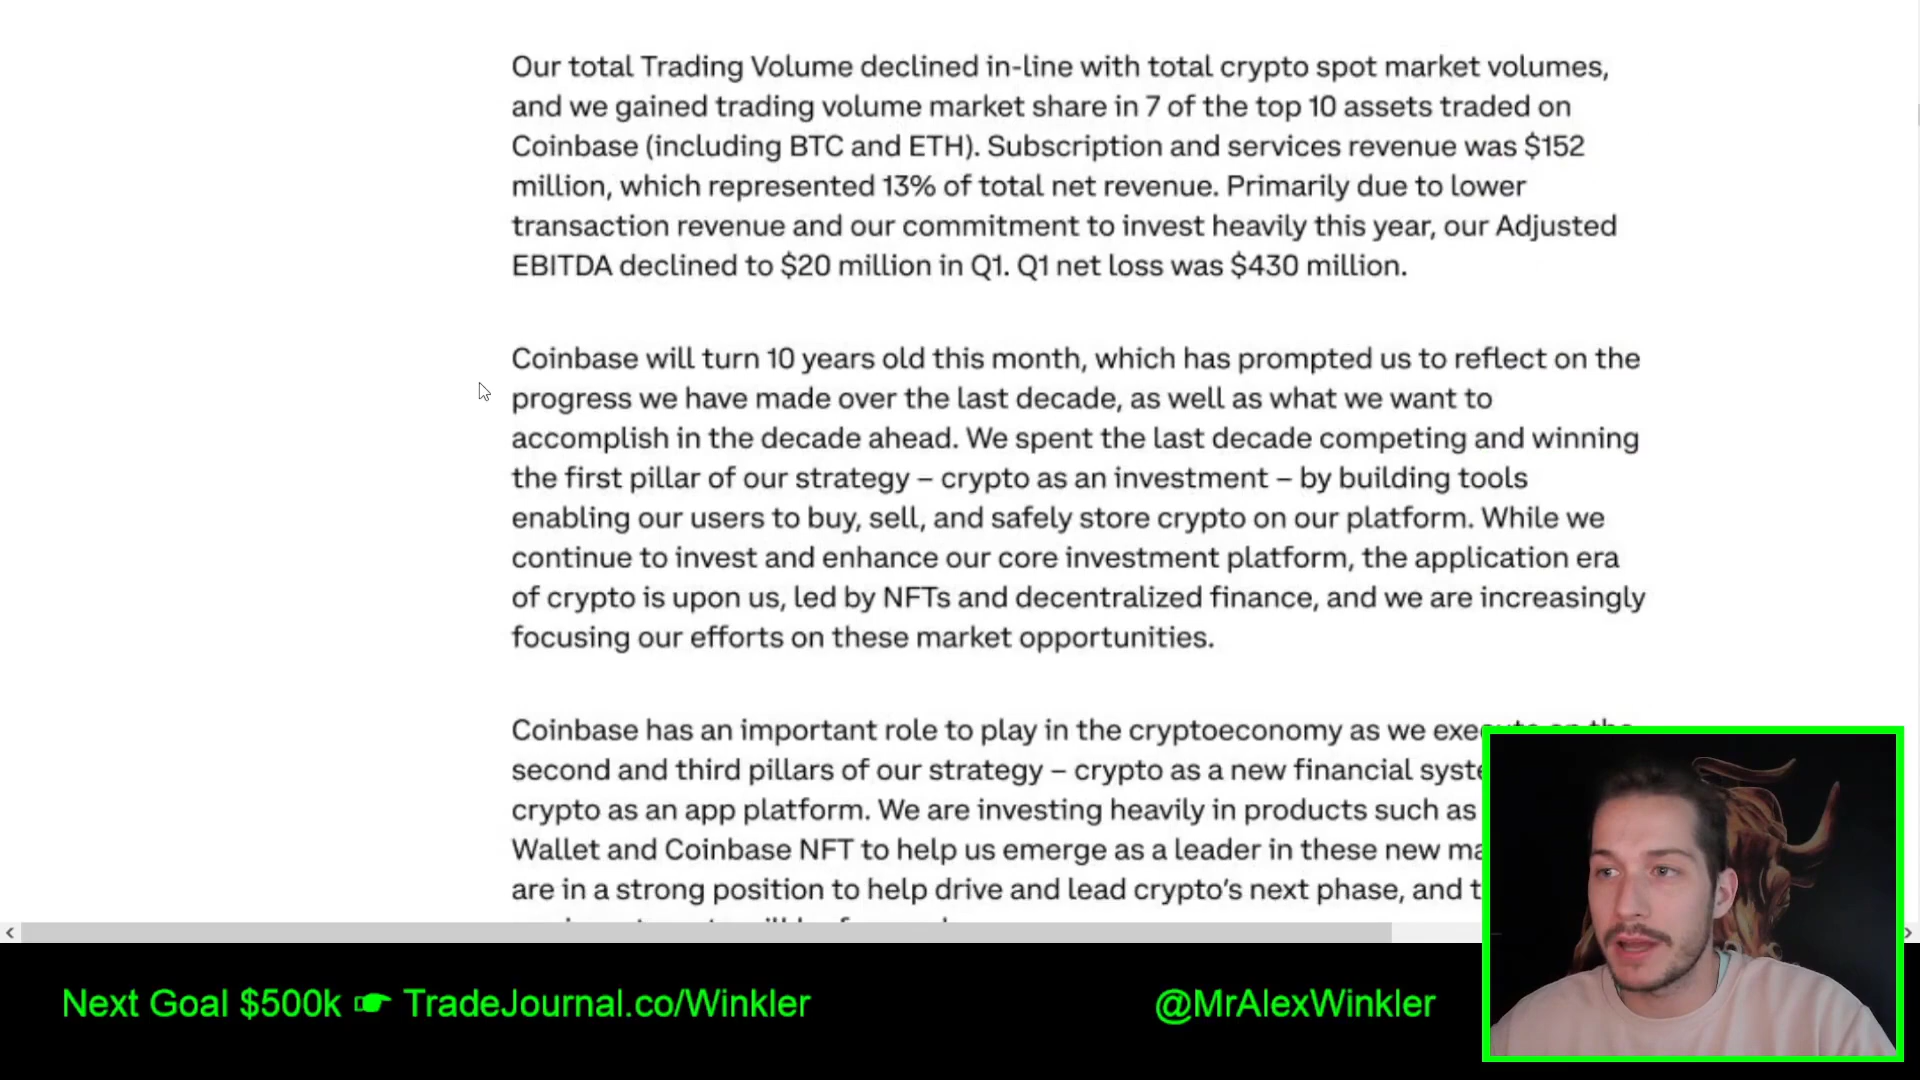 Our total Trading Volume declined in-line with total crypto spot market volumes,
and we gained trading volume market share in 7 of the top 10 assets traded on
Coinbase (including BTC and ETH). Subscription and services revenue was $152
million, which represented 13% of total net revenue. Primarily due to lower
transaction revenue and our commitment to invest heavily this year, our Adjusted
EBITDA declined to $20 million in Q1. Q1 net loss was $430 million.
Coinbase will turn 10 years old this month, which has prompted us to reflect on the
progress we have made over the last decade, as well as what we want to
accomplish in the decade ahead. We spent the last decade competing and winning
the first pillar of our strategy – crypto as an investment – by building tools
enabling our users to buy, sell, and safely store crypto on our platform. While we
continue to invest and enhance our core investment platform, the application era
of crypto is upon us, led by NFTs and decentralized finance, and we are increasingly
focusing our efforts on these market opportunities.
Coinbase has an important role to play in the cryptoeconomy as we
second and third pillars of our strategy – crypto as a new financial
crypto as an app platform. We are investing heavily in products such as
Wallet and Coinbase NFT to help us emerge as a leader in these new
are in a strong position to help drive and lead crypto's next phase, and
Next Goal $500k 👉 TradeJournal.co/Winkler
@MrAlexWinkler